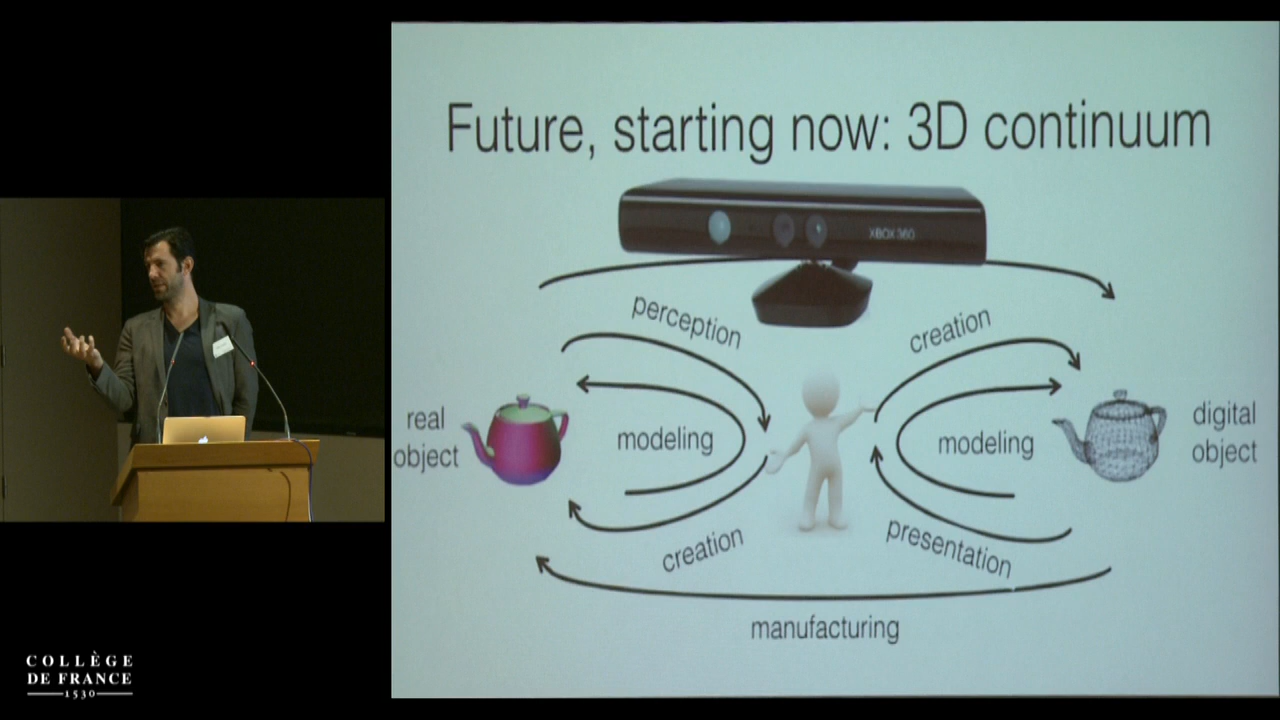 Future, starting now: 3D continuum
XBOX 360
perception
creation
real
object
modeling
modeling
digital
object
creation
presentation
manufacturing
COLLÈGE
DE FRANCE
1530